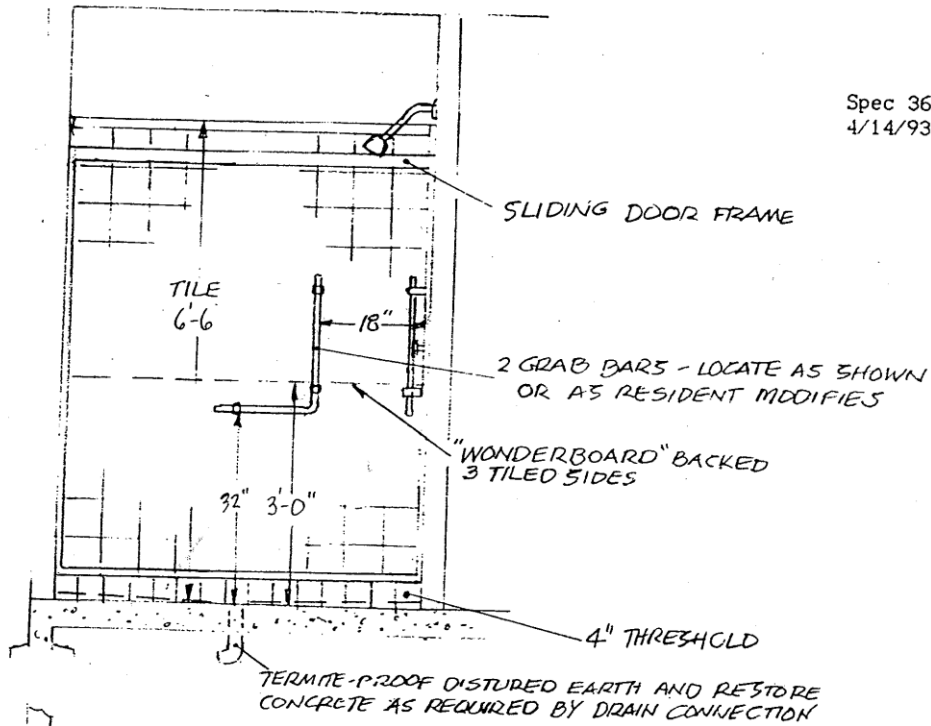 Spec 36
4/14/93
SLIDING DOOR FRAME
TILE
6'-6
18"
2 GRAB BARS - LOCATE AS SHOWN
OR AS RESIDENT MODIFIES
"WONDERBOARD" BACKED
3 TILED SIDES
32"
3'-0"
4" THRESHOLD
TERMITE-PROOF DISTURED EARTH AND RESTORE
CONCRETE AS REQUIRED BY DRAIN CONNECTION